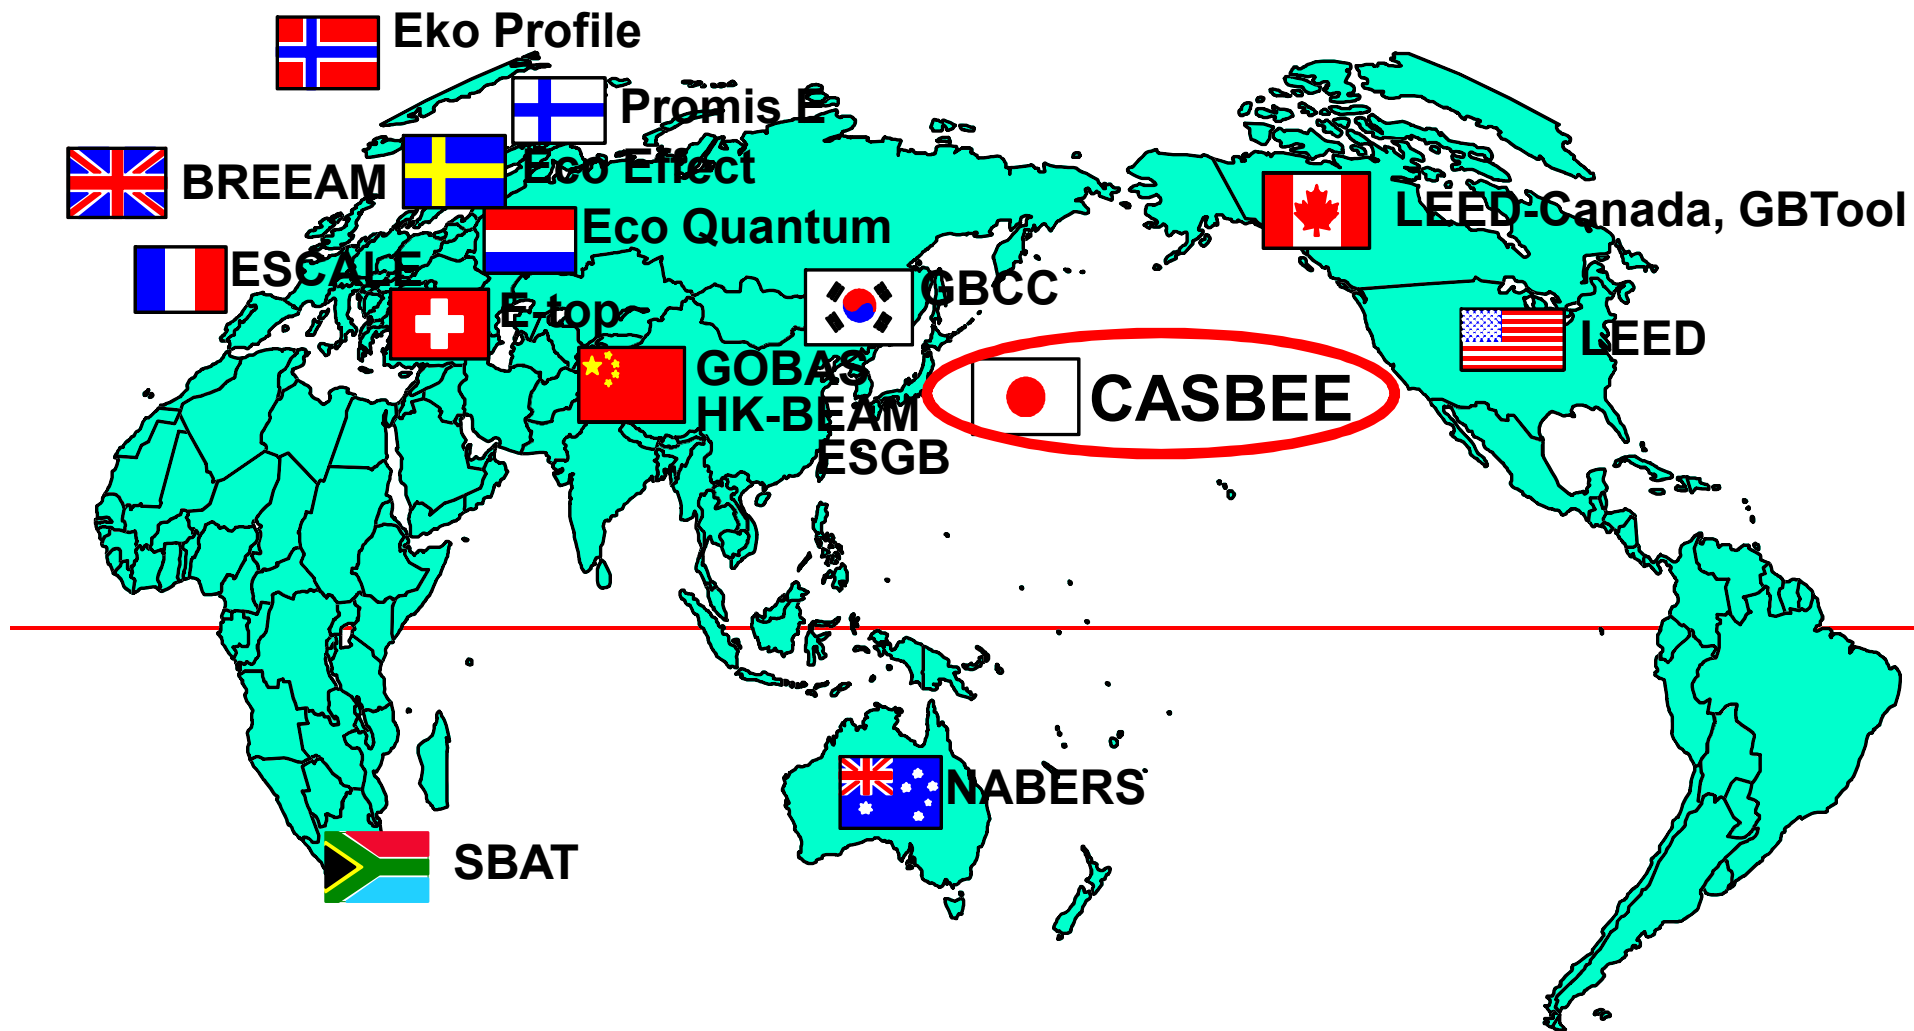 Eko Profile
Promis E
Eco Effect
BREEAM
LEED-Canada, GBTool
Eco Quantum
ESCALE
GBCC
E-top
LEED
GOBAS
HK-BEAM
ESGB
CASBEE
NABERS
SBAT